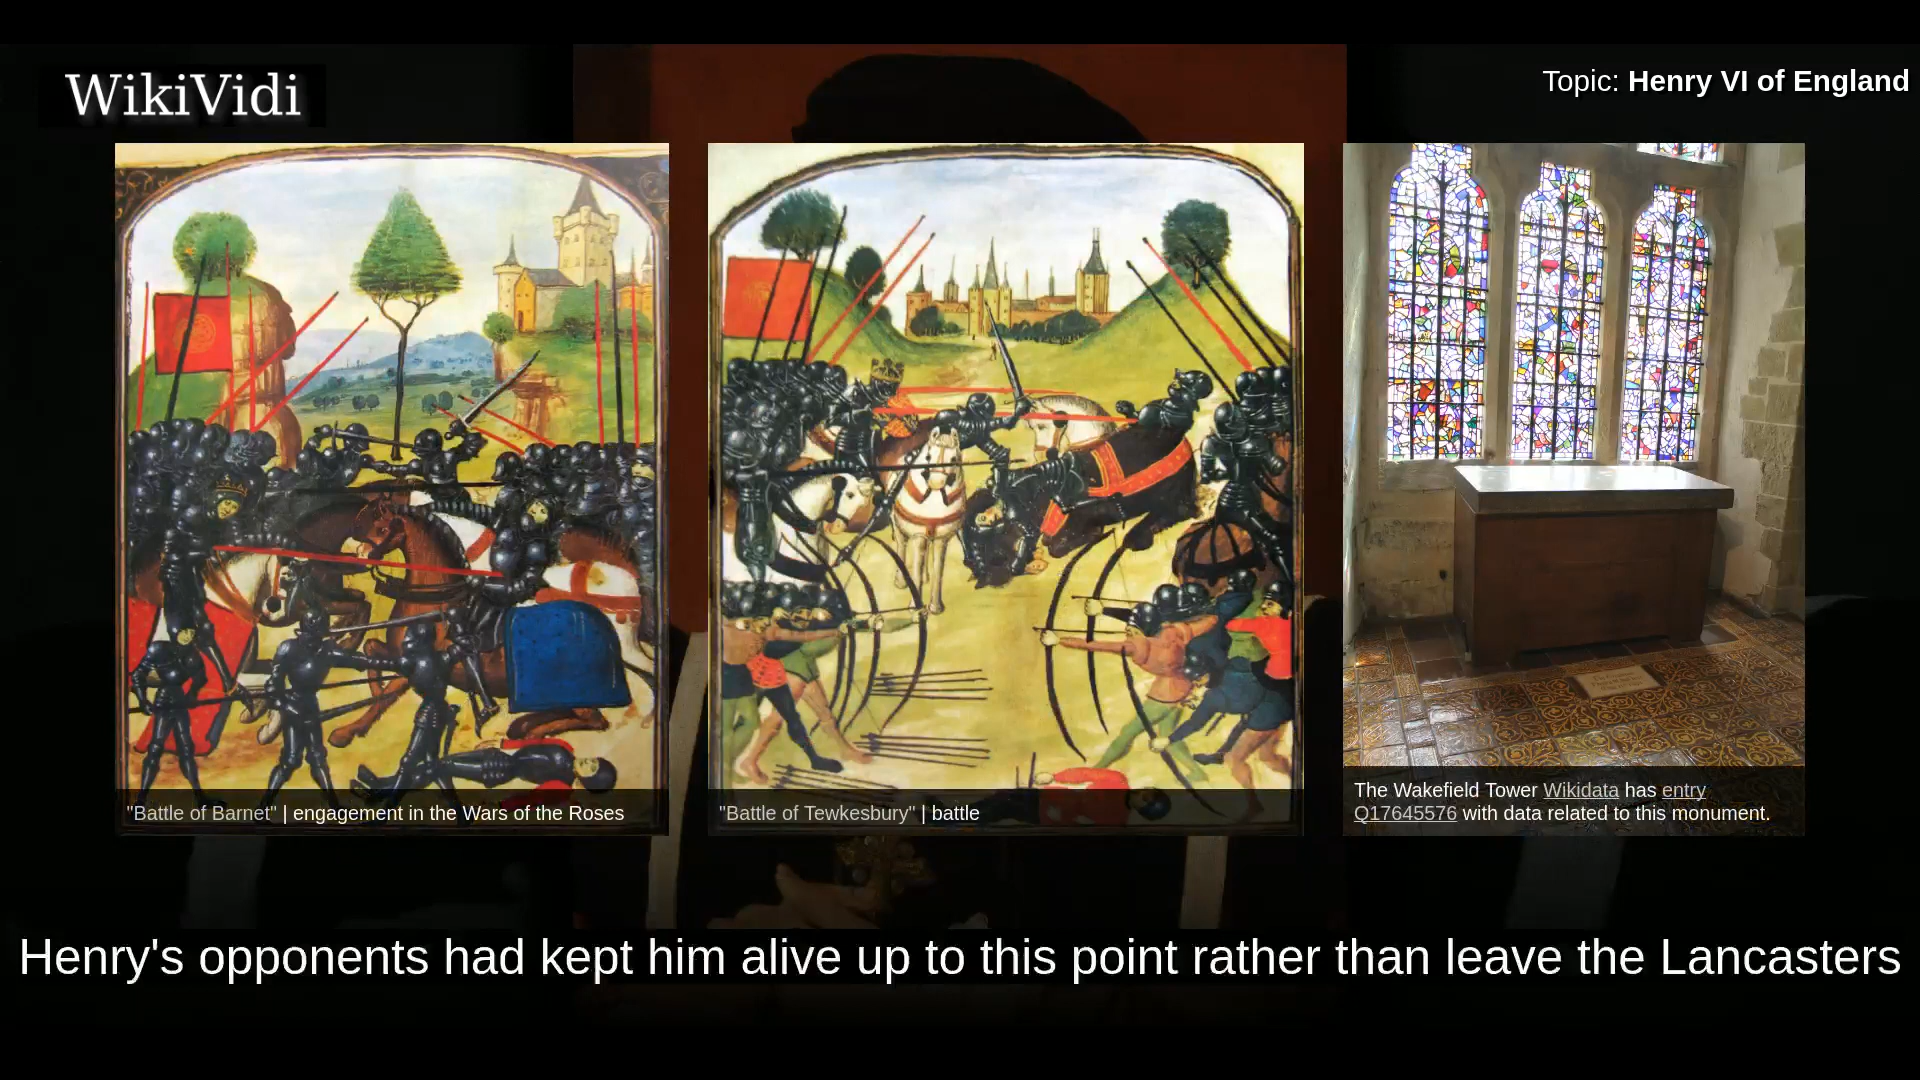 WikiVidi
Topic: Henry VI of England
"Battle of Barnet" | engagement in the Wars of the Roses
"Battle of Tewkesbury" | battle
The Wakefield Tower Wikidata has entry
Q17645576 with data related to this monument.
Henry's opponents had kept him alive up to this point rather than leave the Lancasters